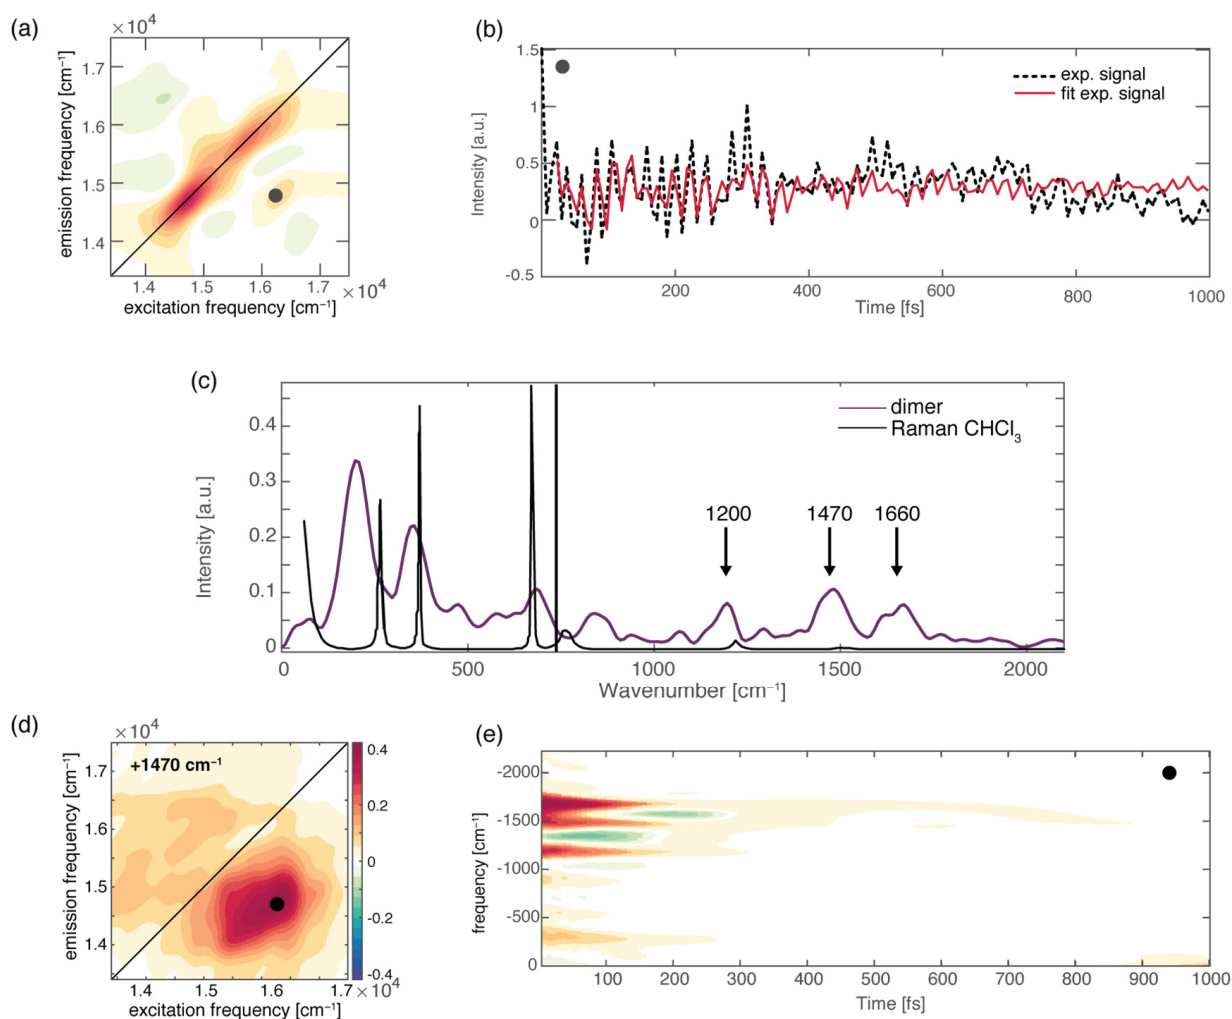 (a)
×10⁴
1.7
1.6
1.5
1.4
emission frequency [cm⁻¹]
1.4 1.5 1.6 1.7 ×10⁴
excitation frequency [cm⁻¹]
(b)
1.5
1
0.5
0
-0.5
Intensity [a.u.]
exp. signal
fit exp. signal
200 400 600 800 1000
Time [fs]
(c)
0.4
0.3
0.2
0.1
0
Intensity [a.u.]
dimer
Raman CHCl₃
1200 1470 1660
0 500 1000 1500 2000
Wavenumber [cm⁻¹]
(d)
×10⁴
1.7
1.6
1.5
1.4
emission frequency [cm⁻¹]
+1470 cm⁻¹
0.4
0.2
0
-0.2
-0.4
1.4 1.5 1.6 1.7 ×10⁴
excitation frequency [cm⁻¹]
(e)
-2000
-1500
-1000
-500
0
frequency [cm⁻¹]
100 200 300 400 500 600 700 800 900 1000
Time [fs]